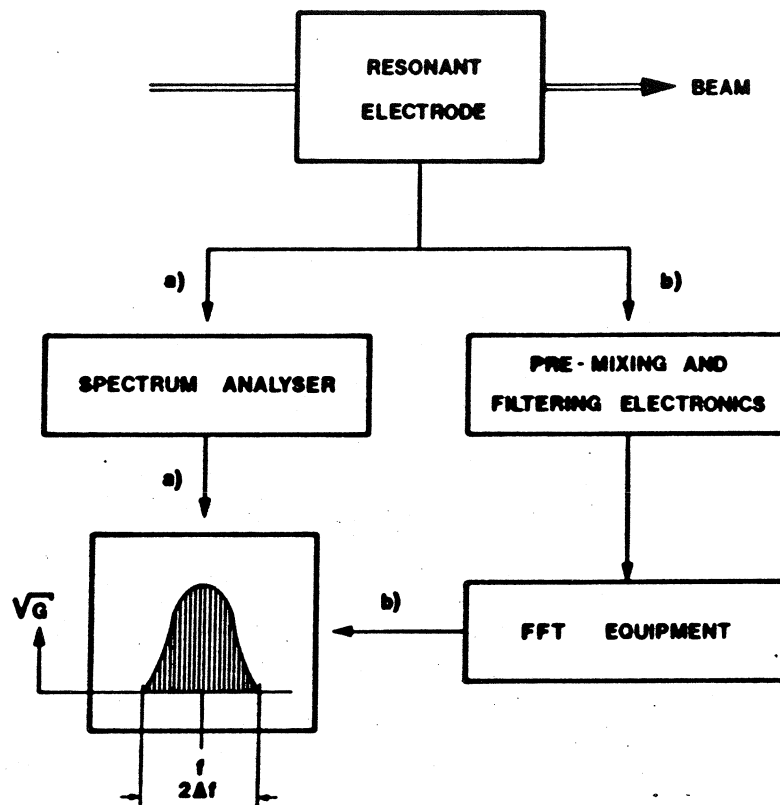 RESONANT
ELECTRODE
BEAM
a)
b)
SPECTRUM ANALYSER
PRE-MIXING AND
FILTERING ELECTRONICS
a)
b)
FFT EQUIPMENT
√G
f
2Δf